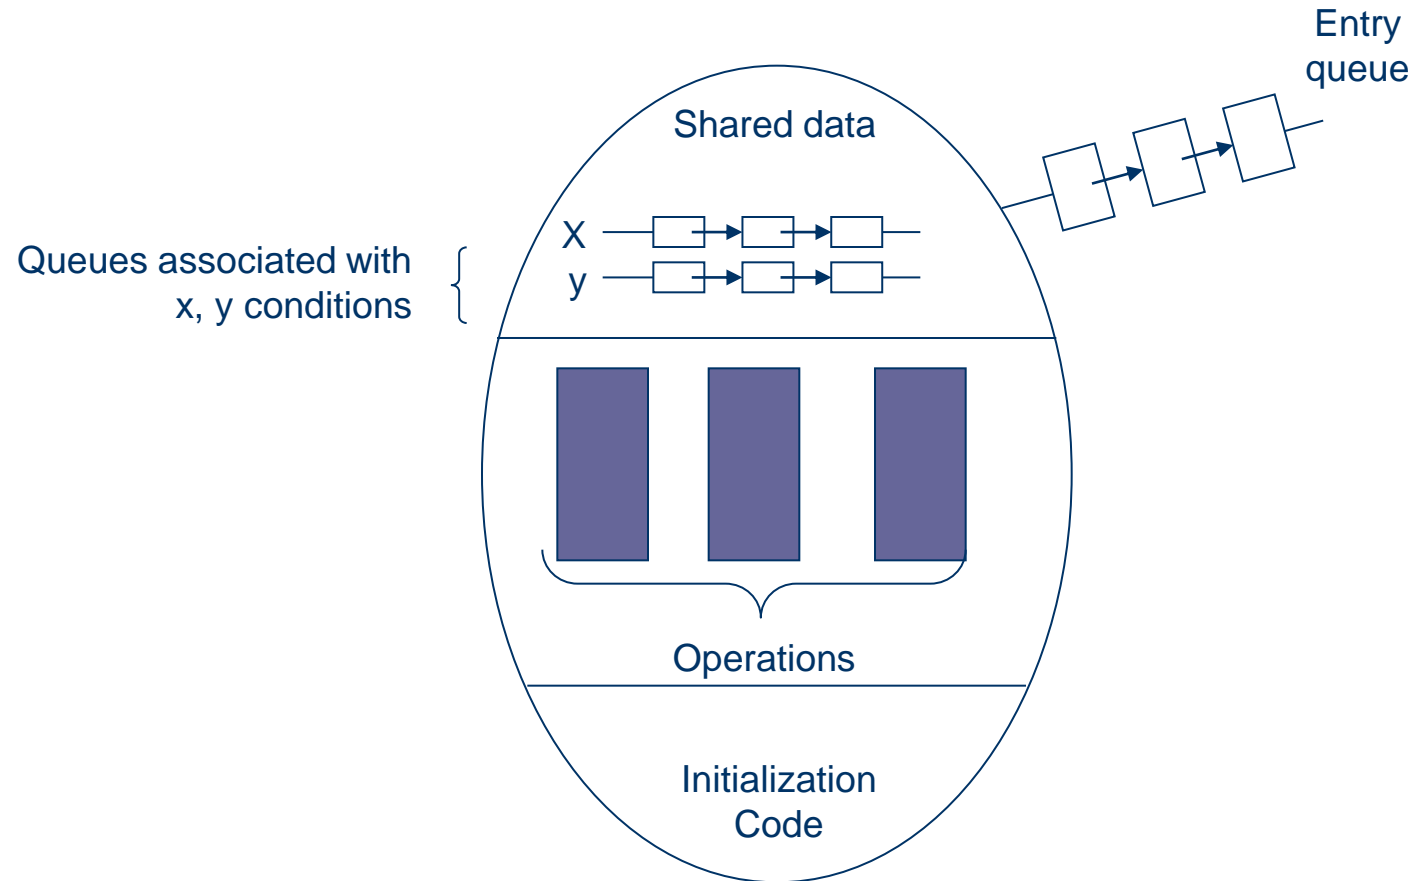 Entry
queue
Shared data
X
Queues associated with
x, y conditions
y
Operations
Initialization
Code